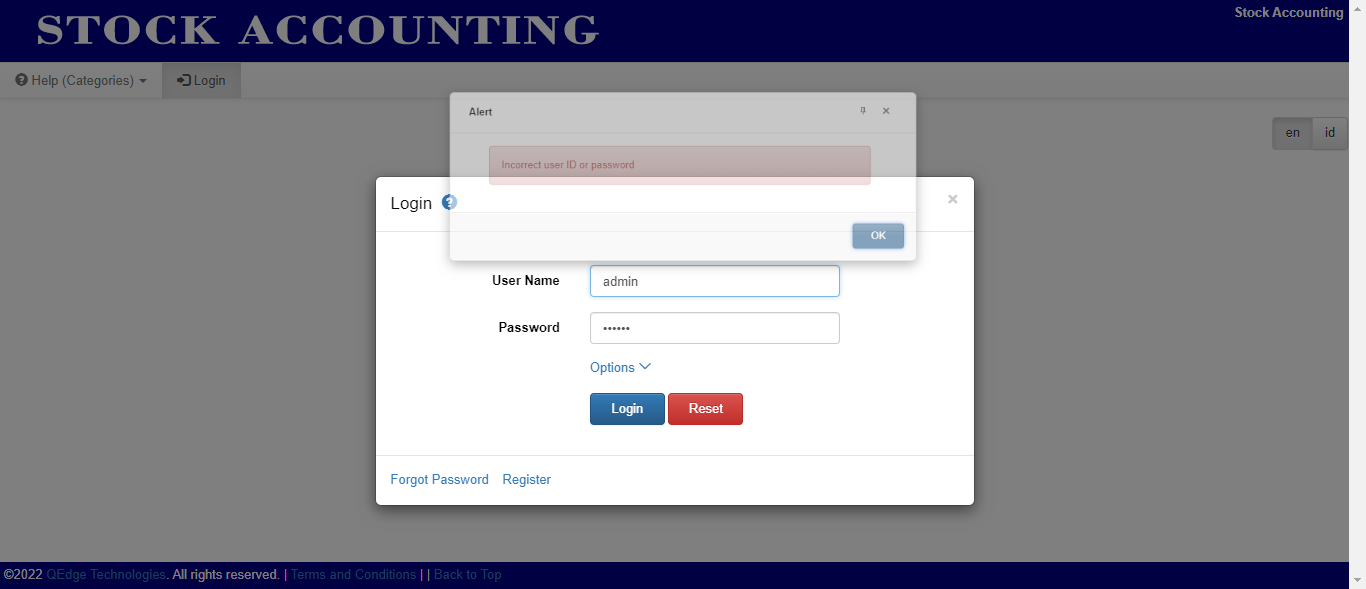 STOCK ACCOUNTING
Stock Accounting
Help (Categories) Login
Alert
en id
Incorrect user ID or password
Login
OK
User Name admin
Password ••••••
Options
Login Reset
Forgot Password Register
©2022 QEdge Technologies. All rights reserved. | Terms and Conditions | | Back to Top